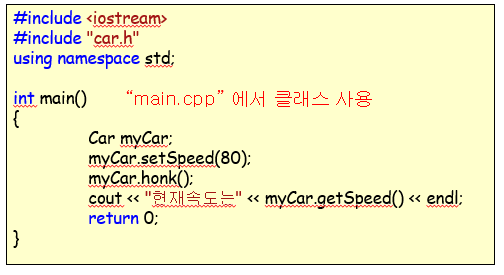 #include <iostream>
#include "car.h"
using namespace std;
int main() “main.cpp” 에서 클래스 사용
{
Car myCar;
myCar.setSpeed(80);
myCar.honk();
cout << "현재속도는" << myCar.getSpeed() << endl;
return 0;
}